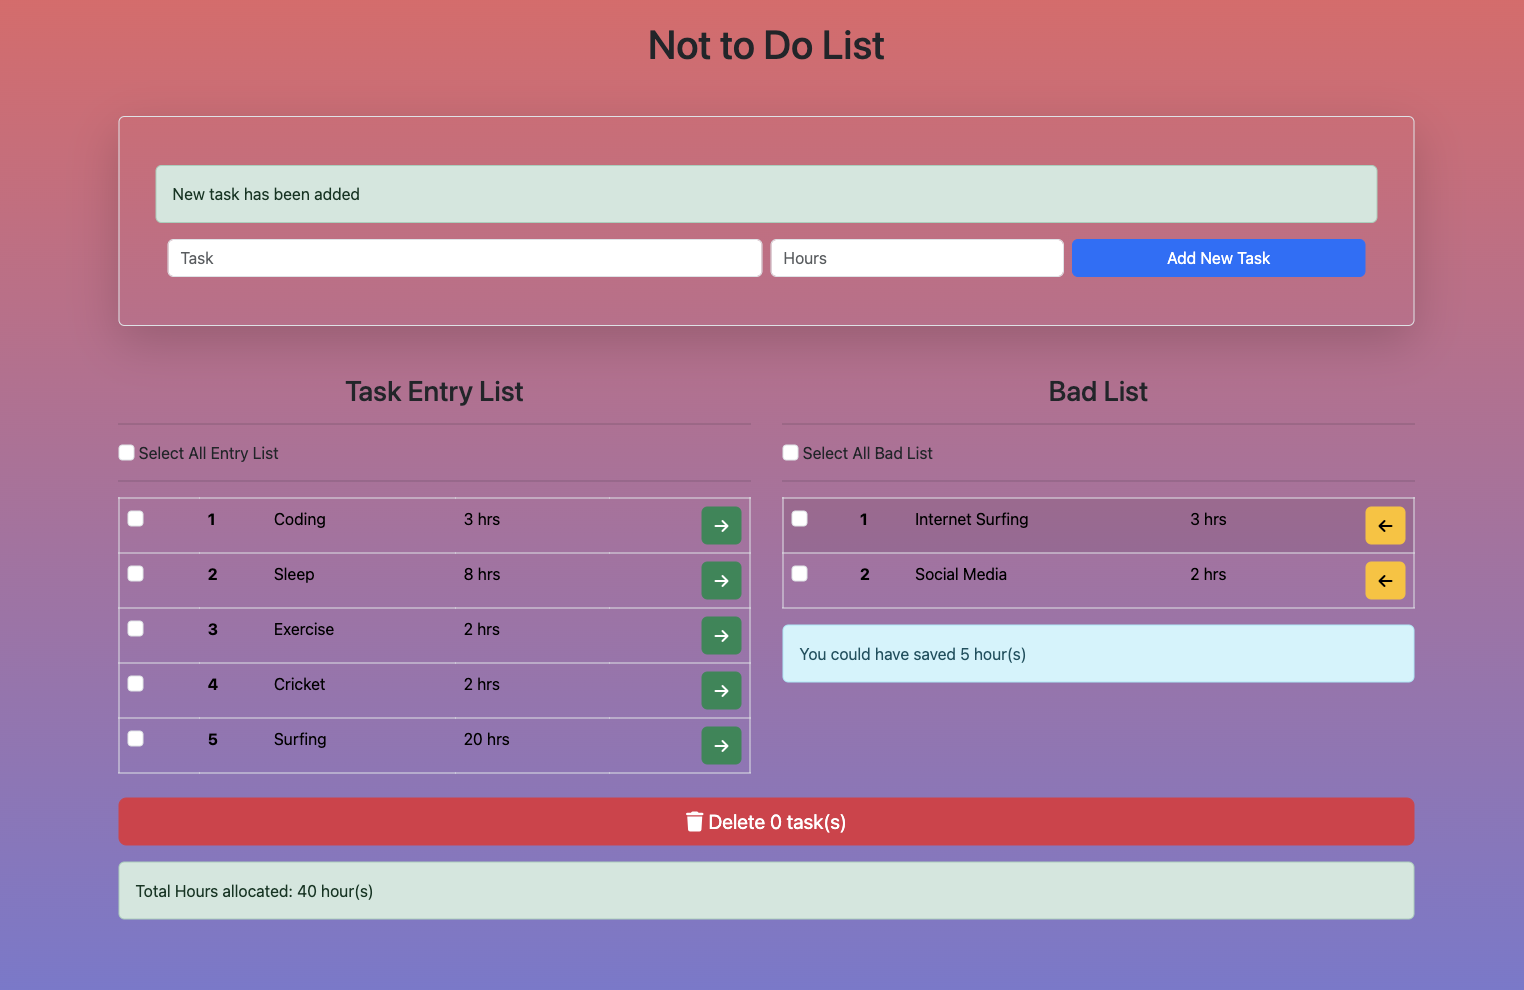 Not to Do List
New task has been added
Task Hours Add New Task
Task Entry List
Select All Entry List
1 Coding 3 hrs
2 Sleep 8 hrs
3 Exercise 2 hrs
4 Cricket 2 hrs
5 Surfing 20 hrs
Bad List
Select All Bad List
1 Internet Surfing 3 hrs
2 Social Media 2 hrs
You could have saved 5 hour(s)
Delete 0 task(s)
Total Hours allocated: 40 hour(s)